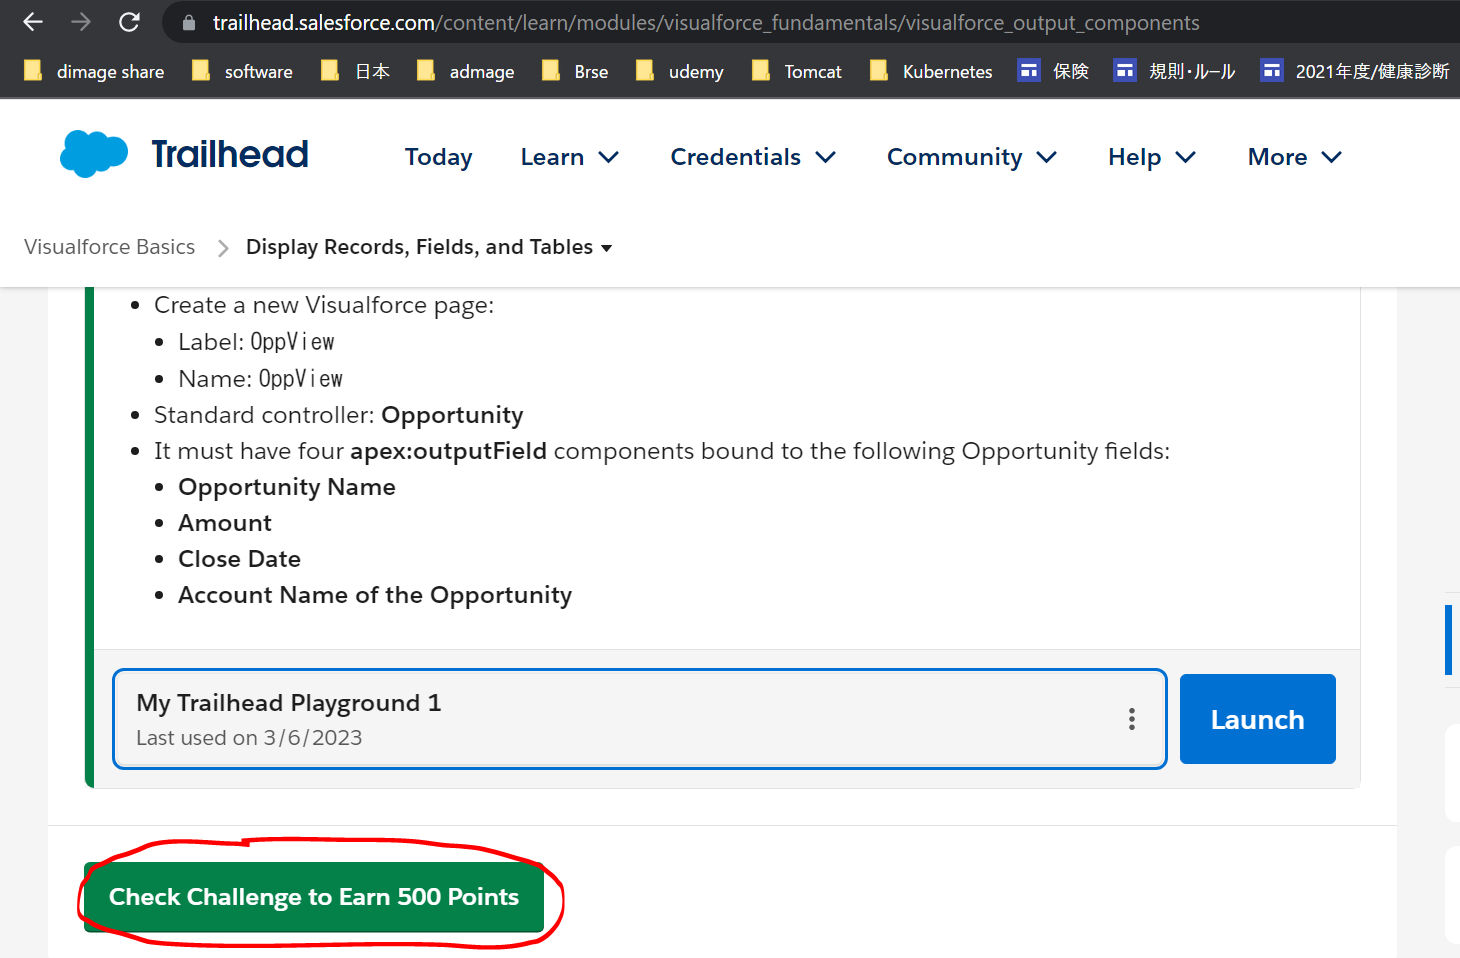 trailhead.salesforce.com/content/learn/modules/visualforce_fundamentals/visualforce_output_components
dimage share software 日本 admage Brse udemy Tomcat Kubernetes 保険 規則・ルール 2021年度/健康診断
Trailhead Today Learn Credentials Community Help More
Visualforce Basics Display Records, Fields, and Tables
Create a new Visualforce page:
Label: OppView
Name: OppView
Standard controller: Opportunity
It must have four apex:outputField components bound to the following Opportunity fields:
Opportunity Name
Amount
Close Date
Account Name of the Opportunity
My Trailhead Playground 1
Last used on 3/6/2023
Launch
Check Challenge to Earn 500 Points